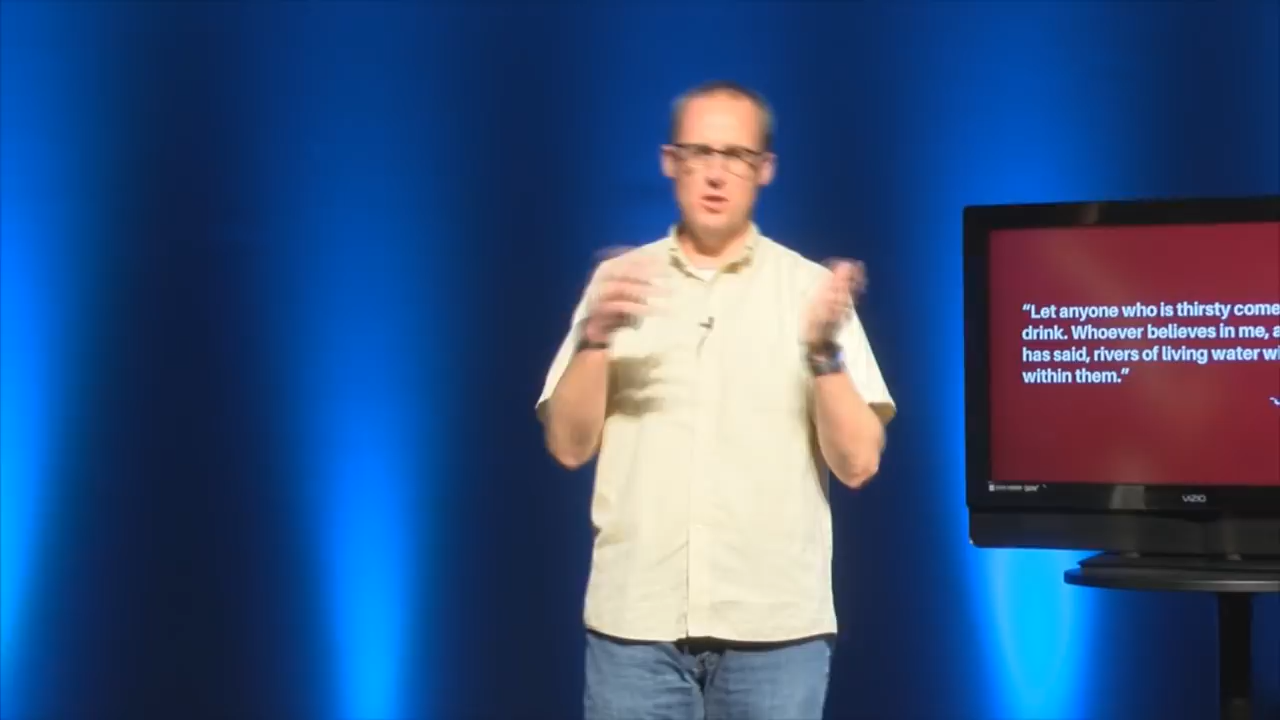 “Let anyone who is thirsty come
drink. Whoever believes in me, a
has said, rivers of living water wi
within them.”
VIZIO